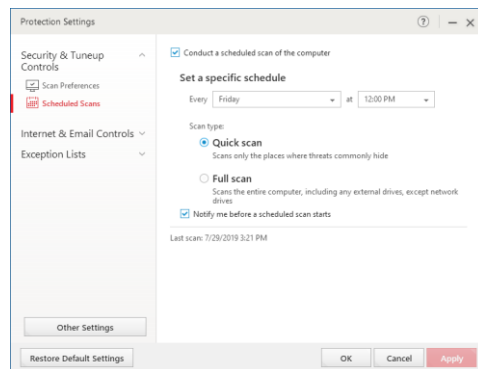 Protection Settings
Security & Tuneup
Controls
Scan Preferences
Scheduled Scans
Internet & Email Controls
Exception Lists
Other Settings
Conduct a scheduled scan of the computer
Set a specific schedule
Every Friday at 12:00 PM
Scan type:
Quick scan
Scans only the places where threats commonly hide
Full scan
Scans the entire computer, including any external drives, except network
drives
Notify me before a scheduled scan starts
Last scan: 7/29/2019 3:21 PM
Restore Default Settings OK Cancel Apply